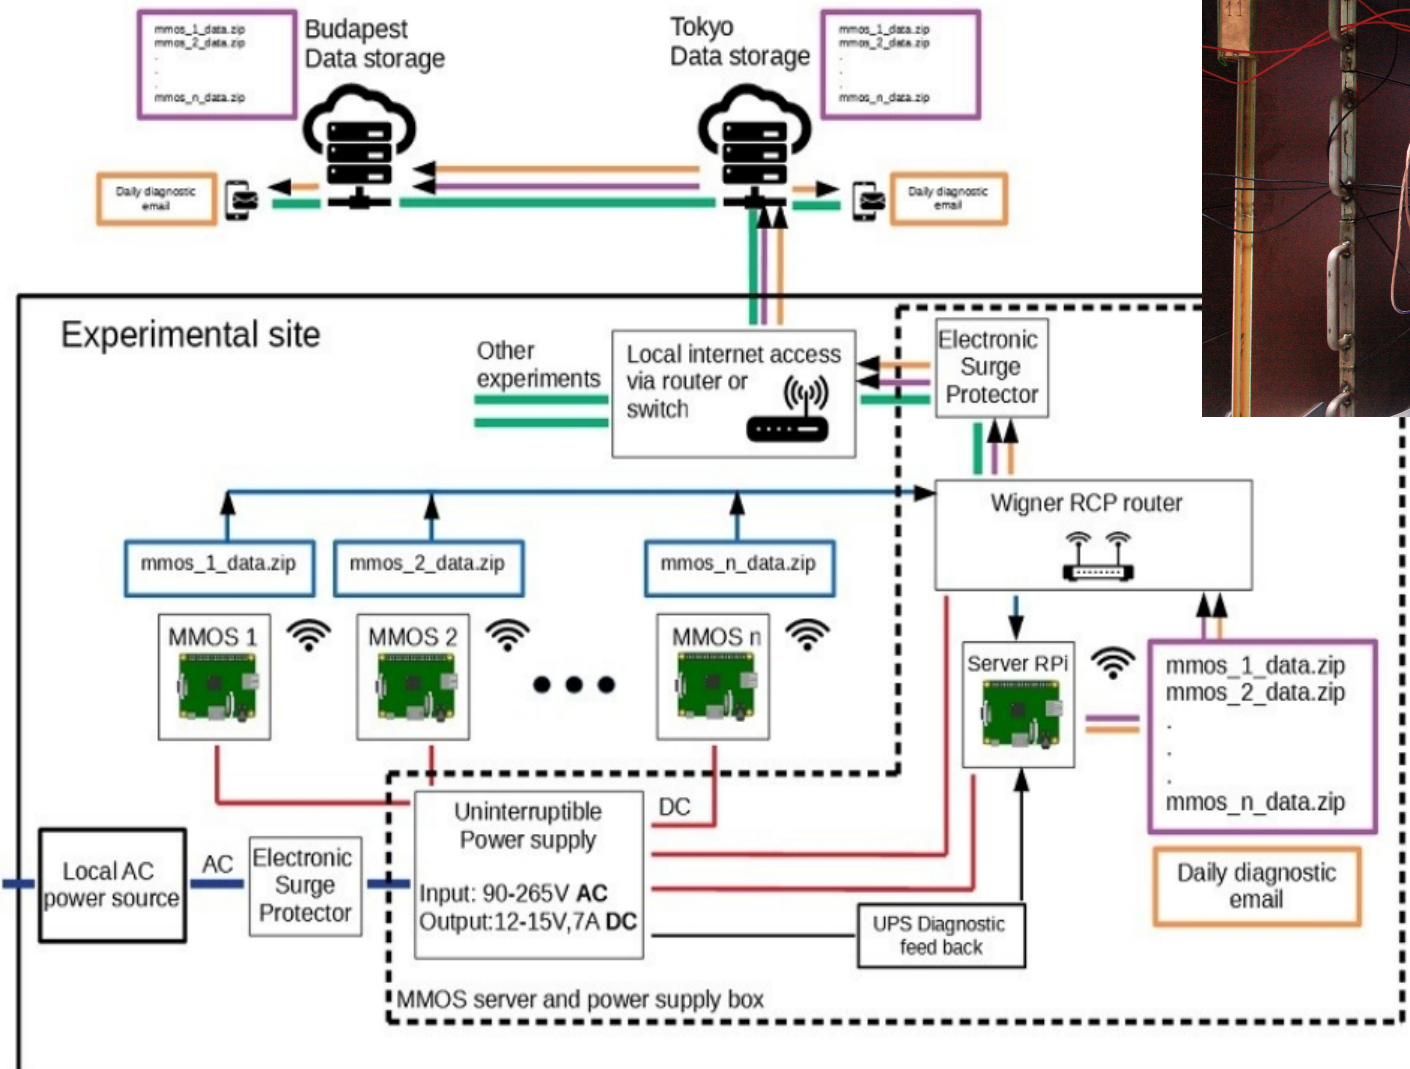 mmos_1_data.zip
mmos_2_data.zip
.
.
.
mmos_n_data.zip
Budapest
Data storage
Tokyo
Data storage
mmos_1_data.zip
mmos_2_data.zip
.
.
.
mmos_n_data.zip
11
Daily diagnostic
email
Daily diagnostic
email
Experimental site
Other
experiments
Local internet access
via router or
switch
Electronic
Surge
Protector
Wigner RCP router
mmos_1_data.zip
mmos_2_data.zip
mmos_n_data.zip
MMOS 1
MMOS 2
MMOS n
Server RPi
mmos_1_data.zip
mmos_2_data.zip
.
.
.
mmos_n_data.zip
Uninterruptible
Power supply
Input: 90-265V AC
Output:12-15V,7A DC
DC
Local AC
power source
AC
Electronic
Surge
Protector
UPS Diagnostic
feed back
Daily diagnostic
email
MMOS server and power supply box